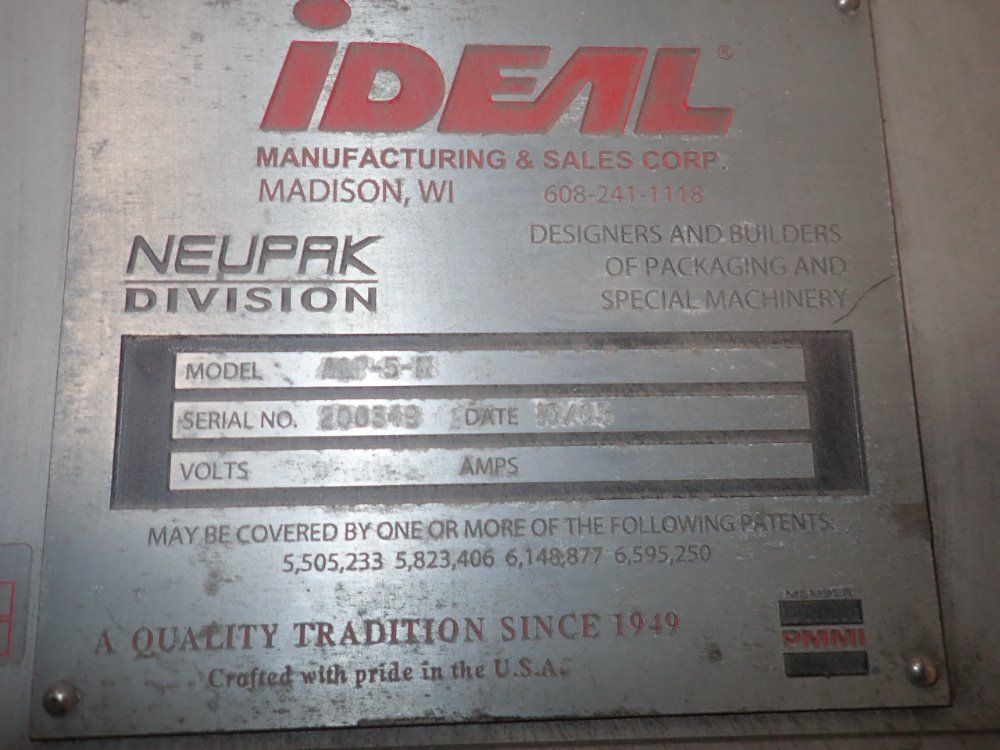 iDEAL ®
MANUFACTURING & SALES CORP.
MADISON, WI 608-241-1118
NEUPAK
DIVISION
DESIGNERS AND BUILDERS
OF PACKAGING AND
SPECIAL MACHINERY
MODEL
SERIAL NO. 200349 DATE
VOLTS AMPS
MAY BE COVERED BY ONE OR MORE OF THE FOLLOWING PATENTS:
5,505,233 5,823,406 6,148,877 6,595,250
A QUALITY TRADITION SINCE 1949
Crafted with pride in the U.S.A.
MEMBER
PMMI